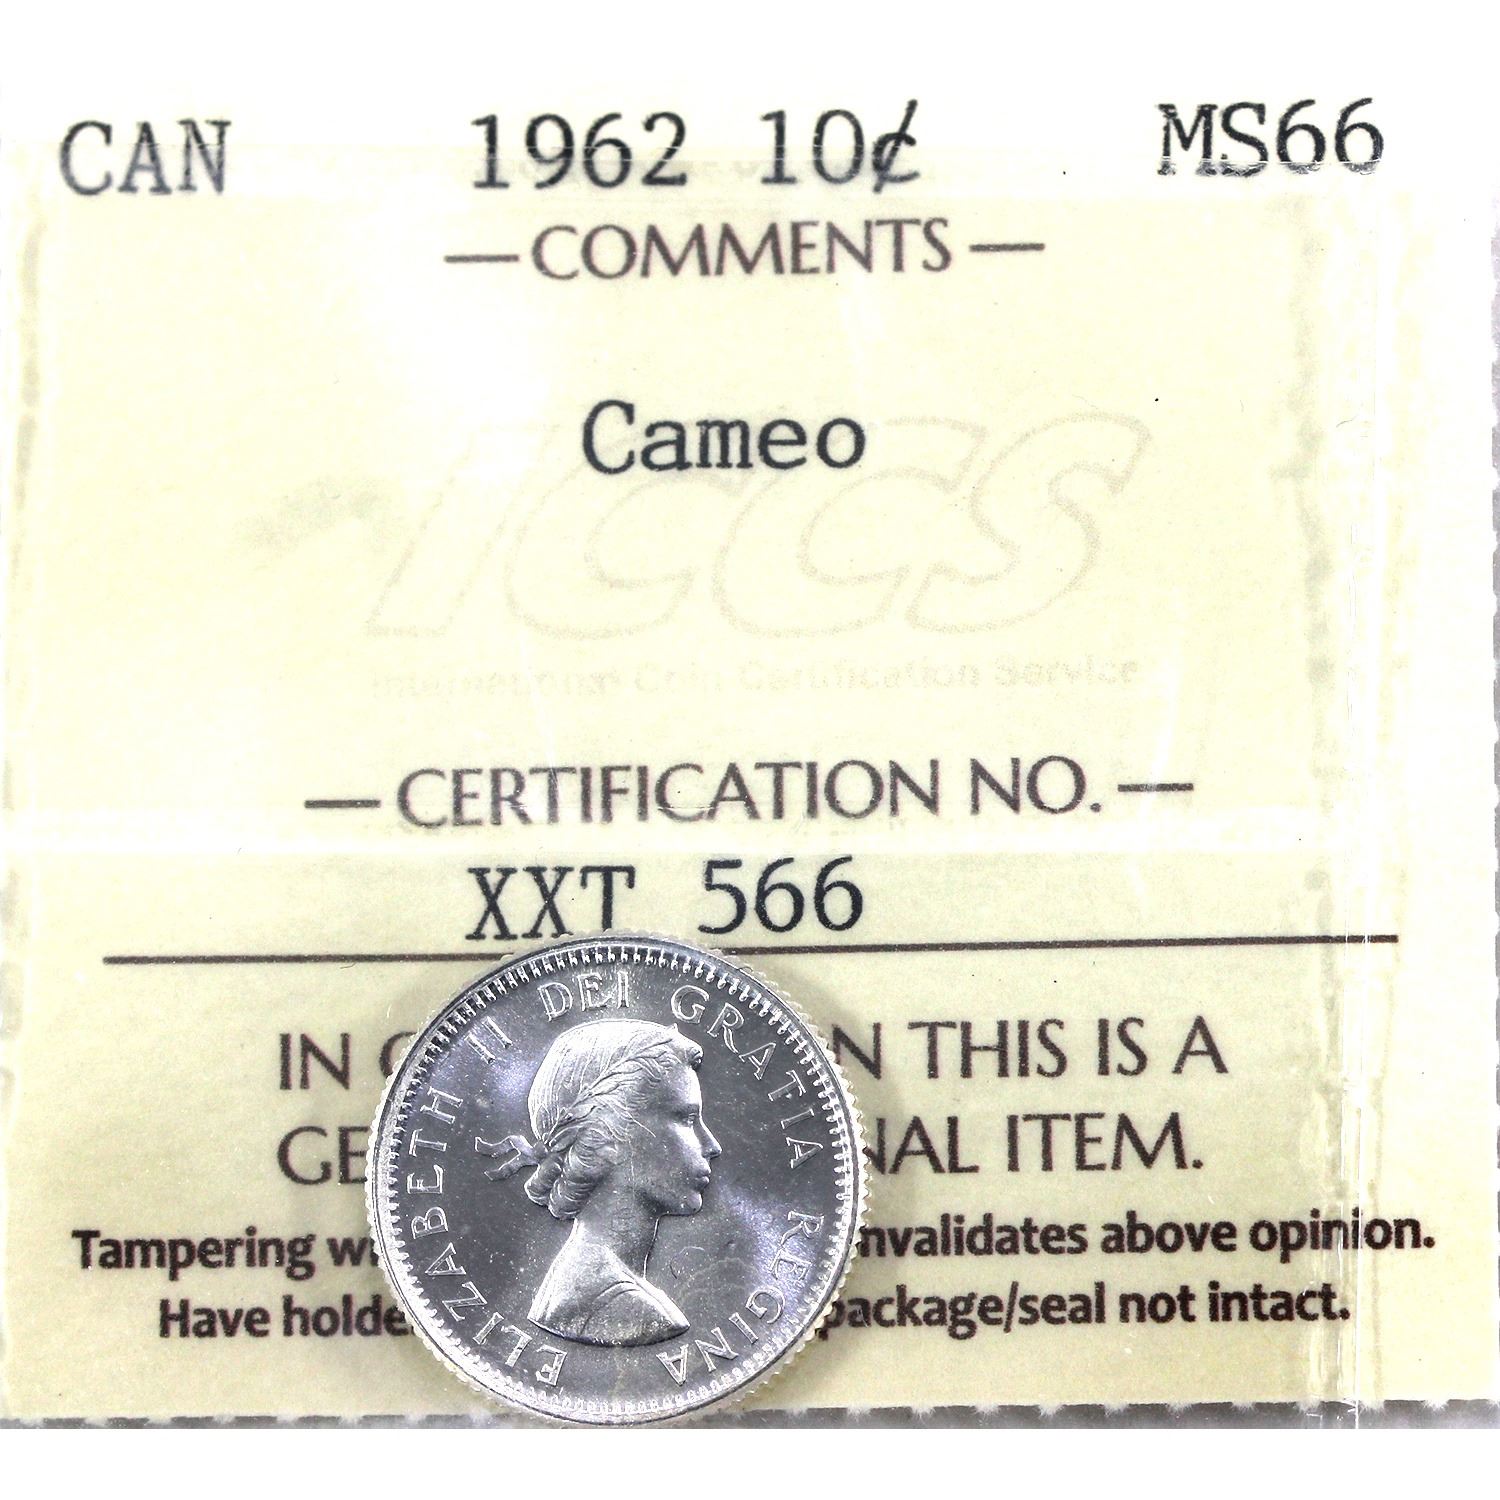 CAN 1962 10¢ MS66
COMMENTS
Cameo
ICCS
International Coin Certification Service
CERTIFICATION NO.
XXT 566
IN N THIS IS A
GE NAL ITEM.
Tampering w nvalidates above opinion.
Have holde package/seal not intact.
ELIZABETH II DEI GRATIA REGINA